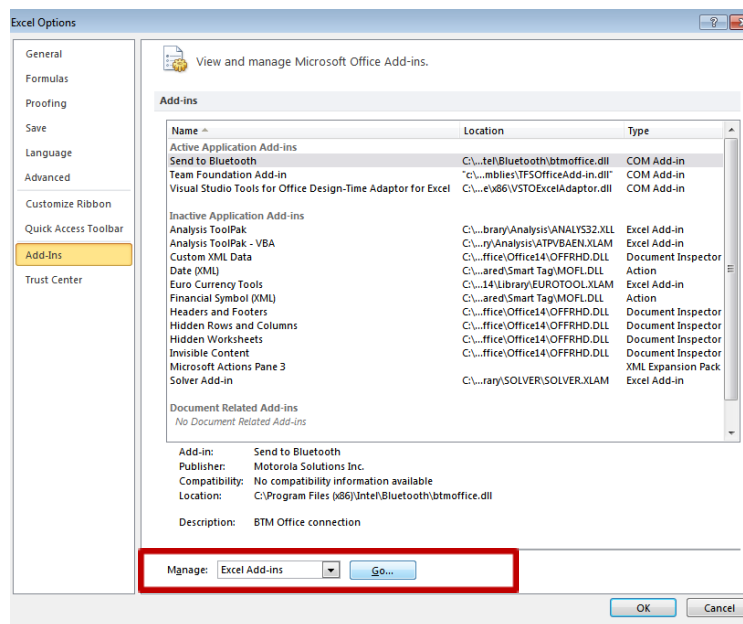 Excel Options
General
Formulas
Proofing
Save
Language
Advanced
Customize Ribbon
Quick Access Toolbar
Add-Ins
Trust Center
View and manage Microsoft Office Add-ins.
Add-ins
Name Location Type
Active Application Add-ins
Send to Bluetooth C:\...tel\Bluetooth\btmoffice.dll COM Add-in
Team Foundation Add-in "c:\...mblies\TFSOfficeAdd-in.dll" COM Add-in
Visual Studio Tools for Office Design-Time Adaptor for Excel C:\...e\x86\VSTOExcelAdaptor.dll COM Add-in
Inactive Application Add-ins
Analysis ToolPak C:\...brary\Analysis\ANALYS32.XLL Excel Add-in
Analysis ToolPak - VBA C:\...ry\Analysis\ATPVBAEN.XLAM Excel Add-in
Custom XML Data C:\...ffice\Office14\OFFRHD.DLL Document Inspector
Date (XML) C:\...ared\Smart Tag\MOFL.DLL Action
Euro Currency Tools C:\...14\Library\EUROTOOL.XLAM Excel Add-in
Financial Symbol (XML) C:\...ared\Smart Tag\MOFL.DLL Action
Headers and Footers C:\...ffice\Office14\OFFRHD.DLL Document Inspector
Hidden Rows and Columns C:\...ffice\Office14\OFFRHD.DLL Document Inspector
Hidden Worksheets C:\...ffice\Office14\OFFRHD.DLL Document Inspector
Invisible Content C:\...ffice\Office14\OFFRHD.DLL Document Inspector
Microsoft Actions Pane 3 XML Expansion Pack
Solver Add-in C:\...rary\SOLVER\SOLVER.XLAM Excel Add-in
Document Related Add-ins
No Document Related Add-ins
Add-in: Send to Bluetooth
Publisher: Motorola Solutions Inc.
Compatibility: No compatibility information available
Location: C:\Program Files (x86)\Intel\Bluetooth\btmoffice.dll
Description: BTM Office connection
Manage: Excel Add-ins Go...
OK Cancel